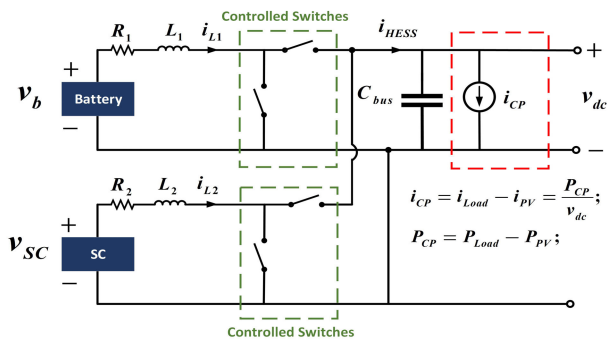 Controlled Switches
R1 L1 iL1 iHESS
+ +
vb Battery Cbus iCP vdc
− −
R2 L2 iL2
iCP = iLoad − iPV = PCP / vdc ;
+
vSC SC PCP = PLoad − PPV ;
−
Controlled Switches